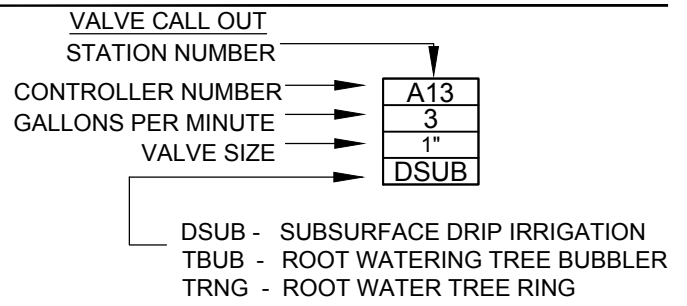 VALVE CALL OUT
STATION NUMBER
CONTROLLER NUMBER
GALLONS PER MINUTE
VALVE SIZE
A13
3
1"
DSUB
DSUB - SUBSURFACE DRIP IRRIGATION
TBUB - ROOT WATERING TREE BUBBLER
TRNG - ROOT WATER TREE RING